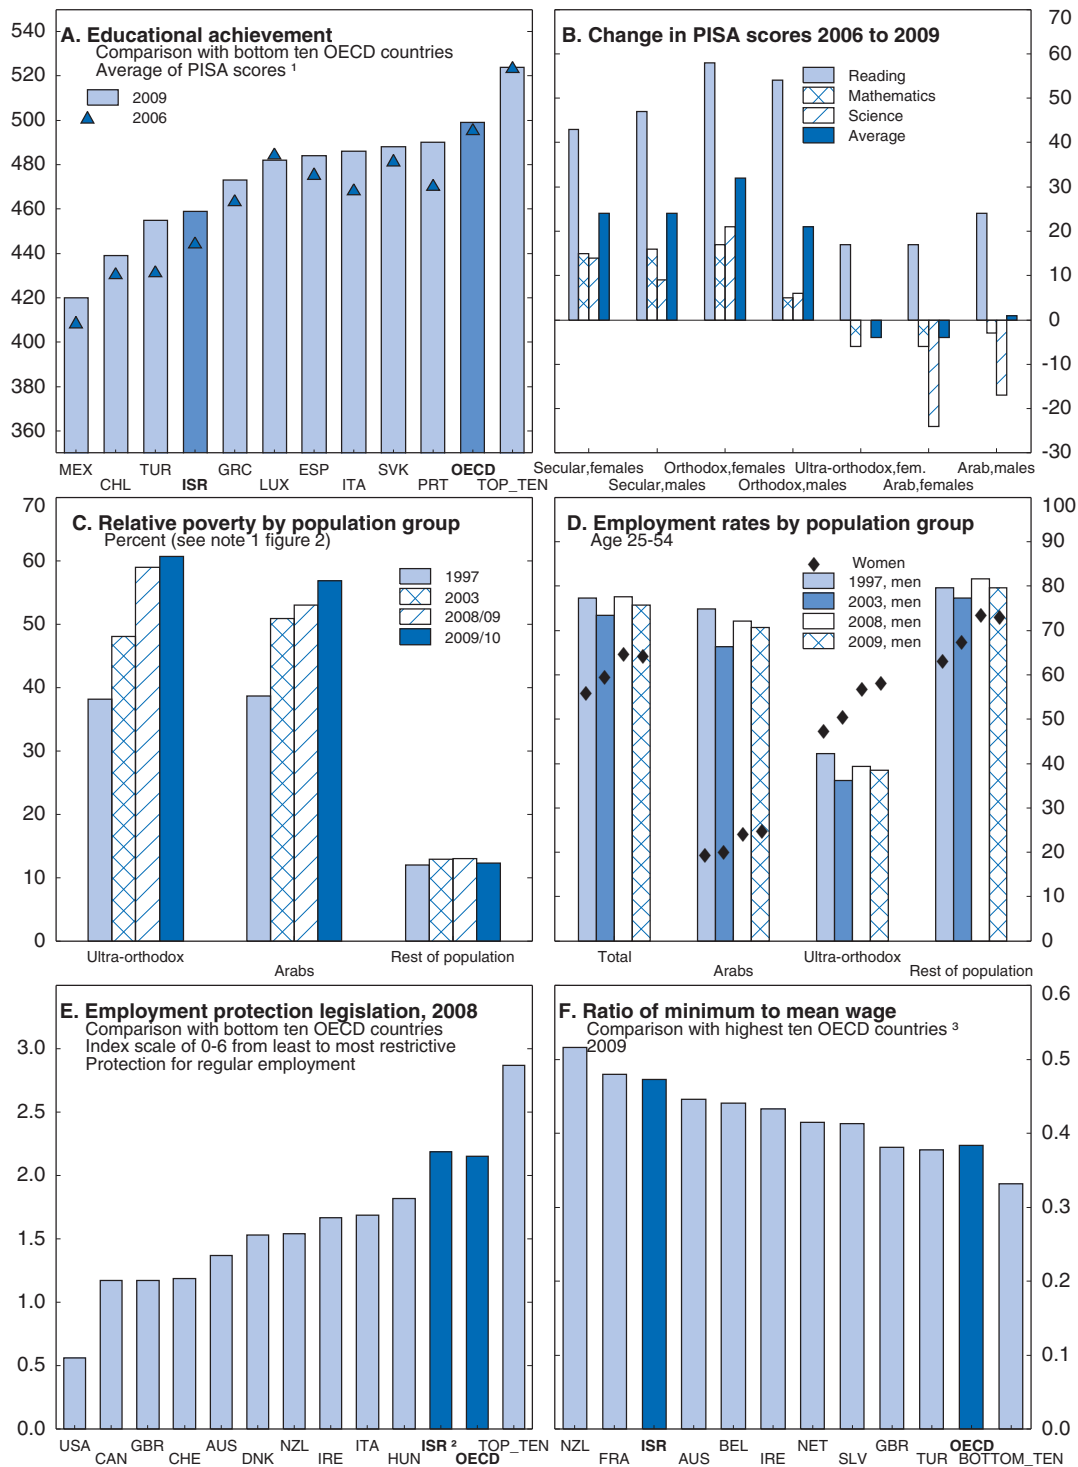 A. Educational achievement
Comparison with bottom ten OECD countries
Average of PISA scores ¹
2009
2006
540
520
500
480
460
440
420
400
380
360
MEX
CHL
TUR
ISR
GRC
LUX
ESP
ITA
SVK
PRT
OECD
TOP_TEN
B. Change in PISA scores 2006 to 2009
Reading
Mathematics
Science
Average
70
60
50
40
30
20
10
0
-10
-20
-30
Secular,females
Secular,males
Orthodox,females
Orthodox,males
Ultra-orthodox,fem.
Arab,females
Arab,males
C. Relative poverty by population group
Percent (see note 1 figure 2)
1997
2003
2008/09
2009/10
70
60
50
40
30
20
10
0
Ultra-orthodox
Arabs
Rest of population
D. Employment rates by population group
Age 25-54
Women
1997, men
2003, men
2008, men
2009, men
100
90
80
70
60
50
40
30
20
10
0
Total
Arabs
Ultra-orthodox
Rest of population
E. Employment protection legislation, 2008
Comparison with bottom ten OECD countries
Index scale of 0-6 from least to most restrictive
Protection for regular employment
3.0
2.5
2.0
1.5
1.0
0.5
0.0
USA
CAN
GBR
CHE
AUS
DNK
NZL
IRE
ITA
HUN
ISR ²
OECD
TOP_TEN
F. Ratio of minimum to mean wage
Comparison with highest ten OECD countries ³
2009
0.6
0.5
0.4
0.3
0.2
0.1
0.0
NZL
FRA
ISR
AUS
BEL
IRE
NET
SLV
GBR
TUR
OECD
BOTTOM_TEN